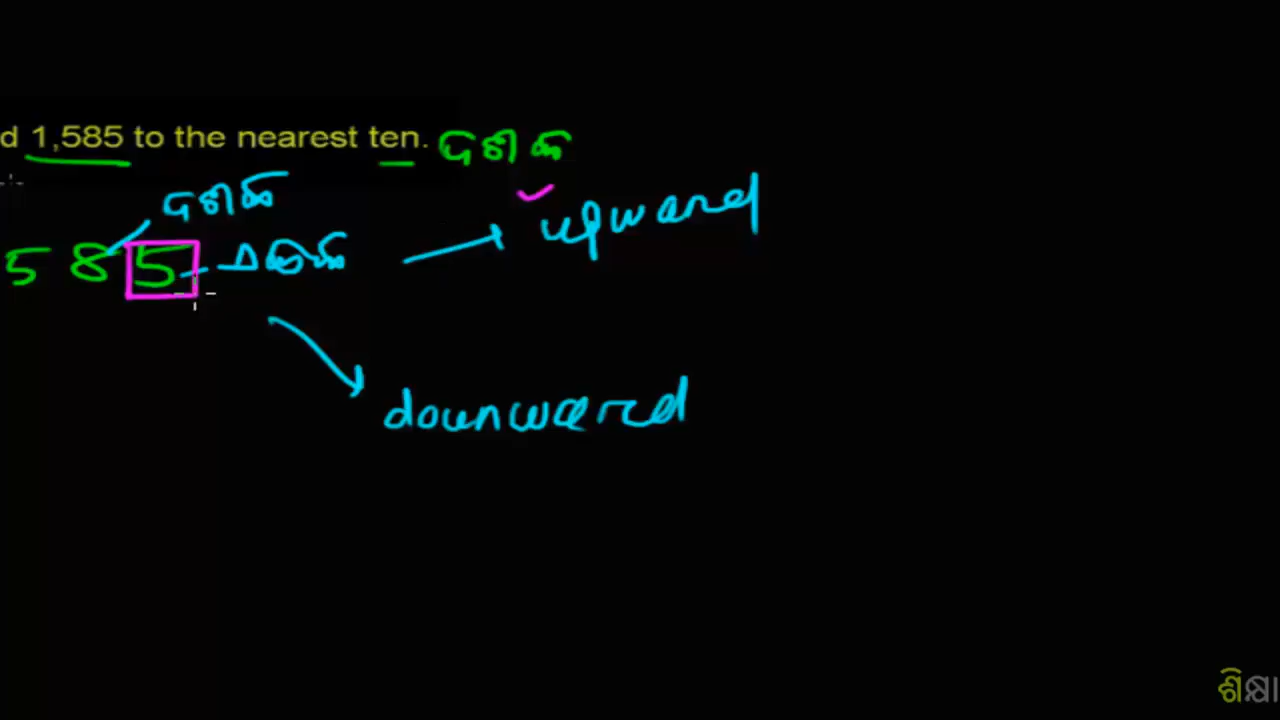 d 1,585 to the nearest ten. ଦଶକ
ଦଶକ
5 8 5 ଏକକ upward
downward
ଶିକ୍ଷା